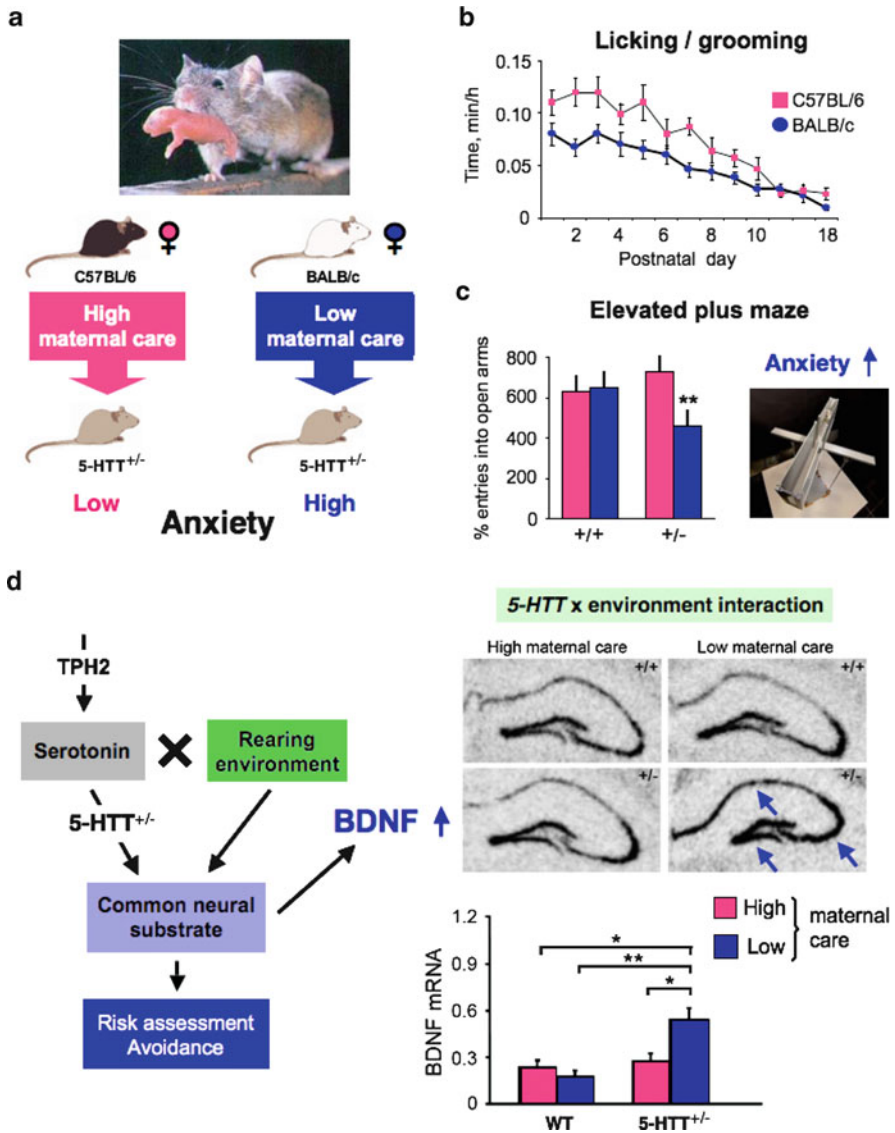 a
C57BL/6
BALB/c
High
maternal care
Low
maternal care
5-HTT+/-
5-HTT+/-
Low
High
Anxiety
b
Licking / grooming
Time, min/h
0.15
0.10
0.05
0
C57BL/6
BALB/c
2
4
6
8
10
18
Postnatal day
c
Elevated plus maze
% entries into open arms
800
600
400
200
0
**
+/+
+/-
Anxiety
d
TPH2
Serotonin
Rearing
environment
5-HTT+/-
BDNF
Common neural
substrate
Risk assessment
Avoidance
5-HTT x environment interaction
High maternal care
Low maternal care
+/+
+/+
+/-
+/-
BDNF mRNA
1.2
0.9
0.6
0.3
0
High
Low
maternal
care
*
**
*
WT
5-HTT+/-